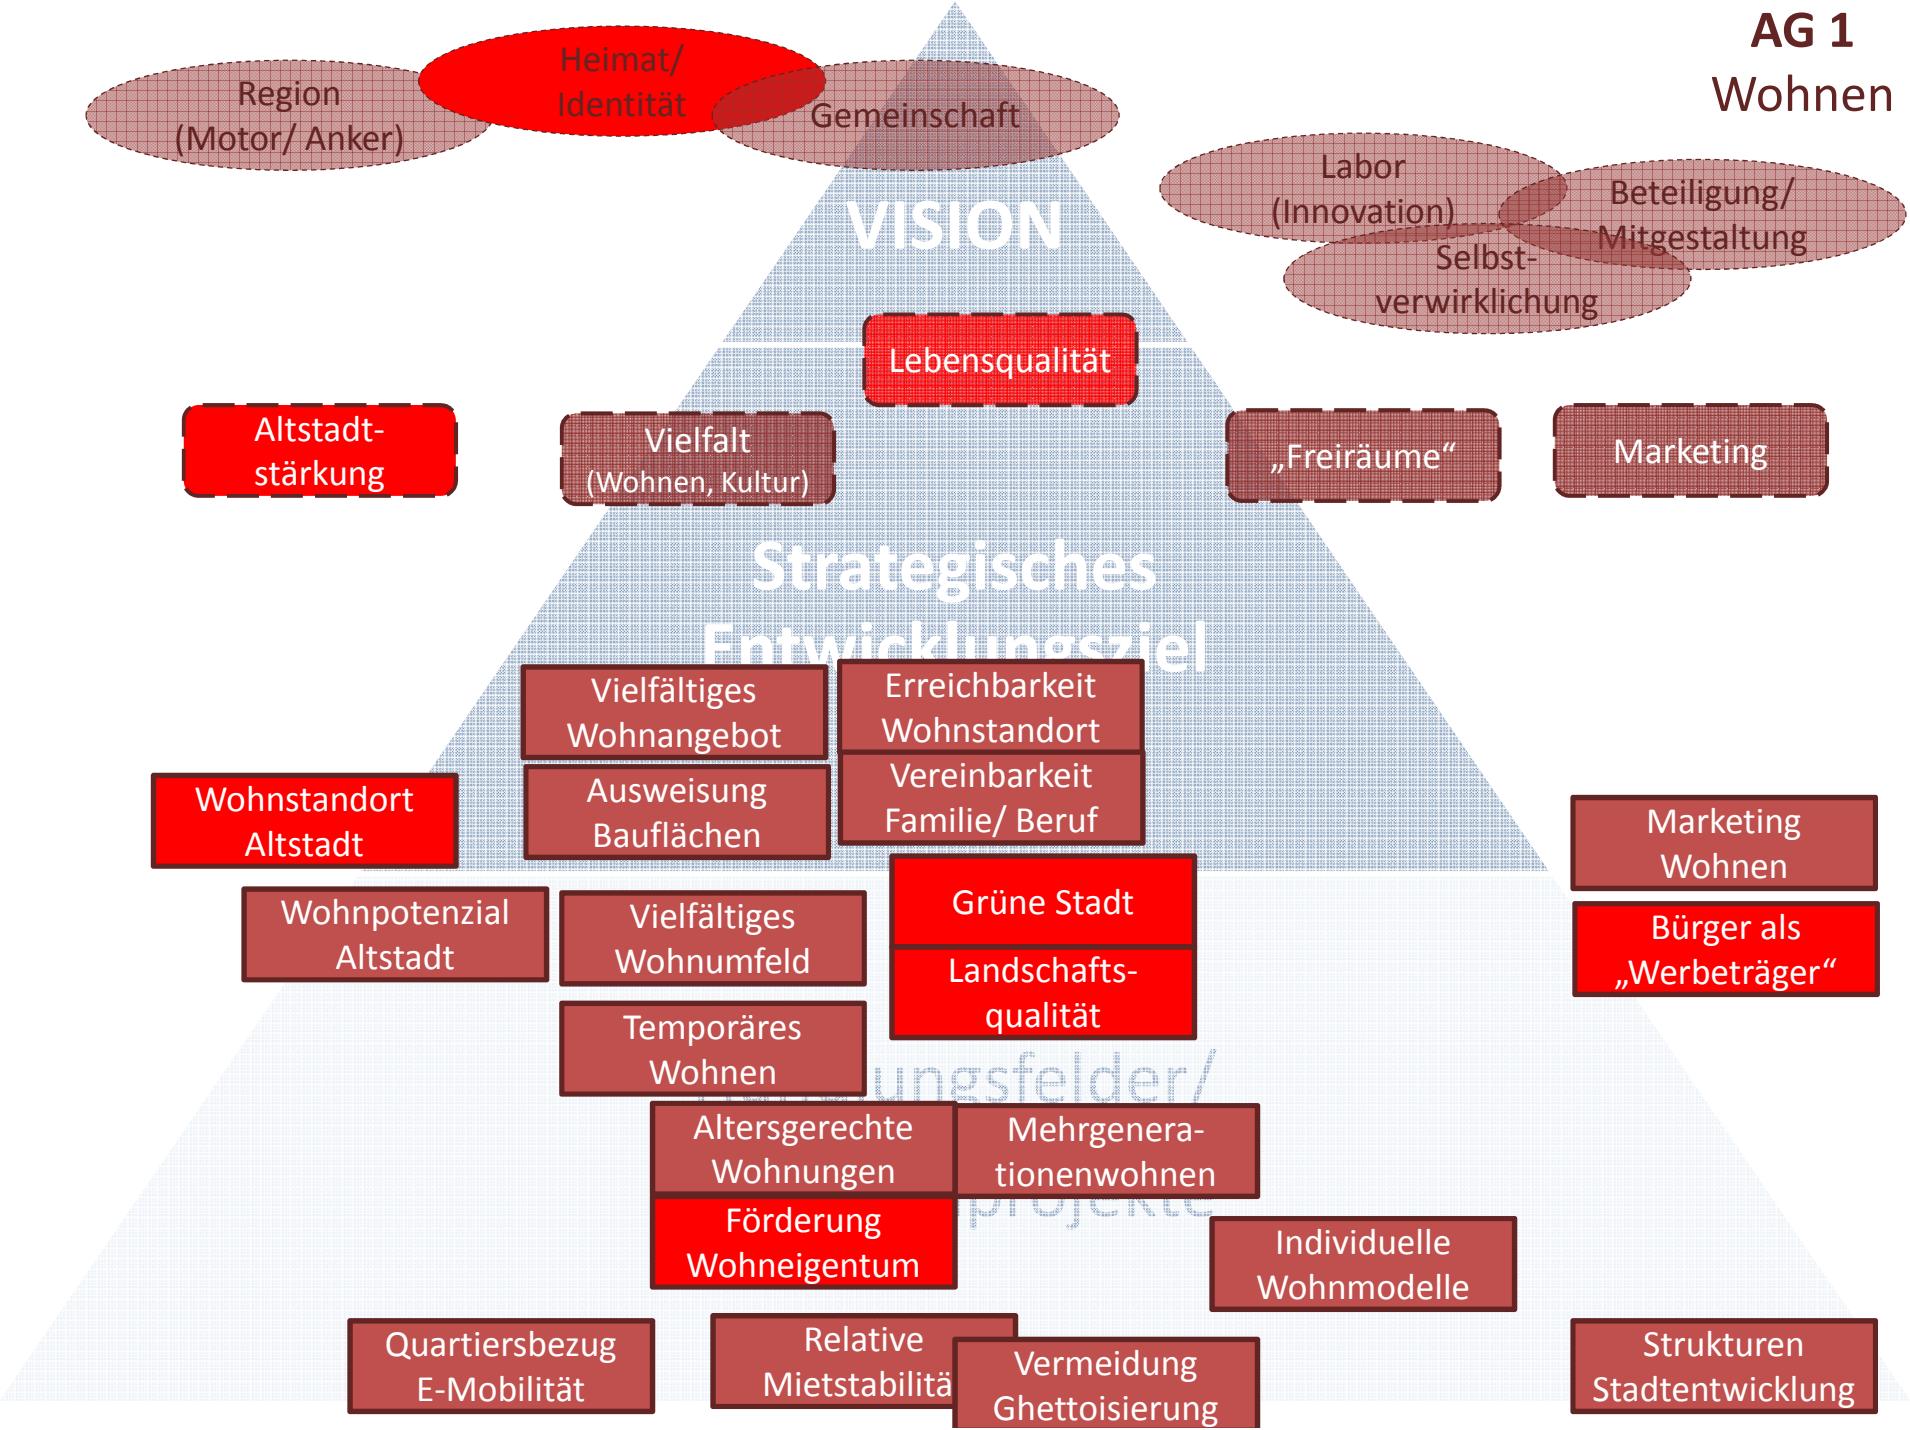 AG 1
Wohnen
Region
(Motor/ Anker)
Heimat/
Identität
Gemeinschaft
Labor
(Innovation)
Beteiligung/
Mitgestaltung
Selbst-
verwirklichung
VISION
Lebensqualität
Altstadt-
stärkung
Vielfalt
(Wohnen, Kultur)
„Freiräume“
Marketing
Strategisches
Entwicklungsziel
Vielfältiges
Wohnangebot
Erreichbarkeit
Wohnstandort
Ausweisung
Bauflächen
Vereinbarkeit
Familie/ Beruf
Wohnstandort
Altstadt
Marketing
Wohnen
Wohnpotenzial
Altstadt
Vielfältiges
Wohnumfeld
Grüne Stadt
Landschafts-
qualität
Bürger als
„Werbeträger“
Temporäres
Wohnen
ungsfelder/
Altersgerechte
Wohnungen
Mehrgenera-
tionenwohnen
projekte
Förderung
Wohneigentum
Individuelle
Wohnmodelle
Quartiersbezug
E-Mobilität
Relative
Mietstabilitä
Vermeidung
Ghettoisierung
Strukturen
Stadtentwicklung